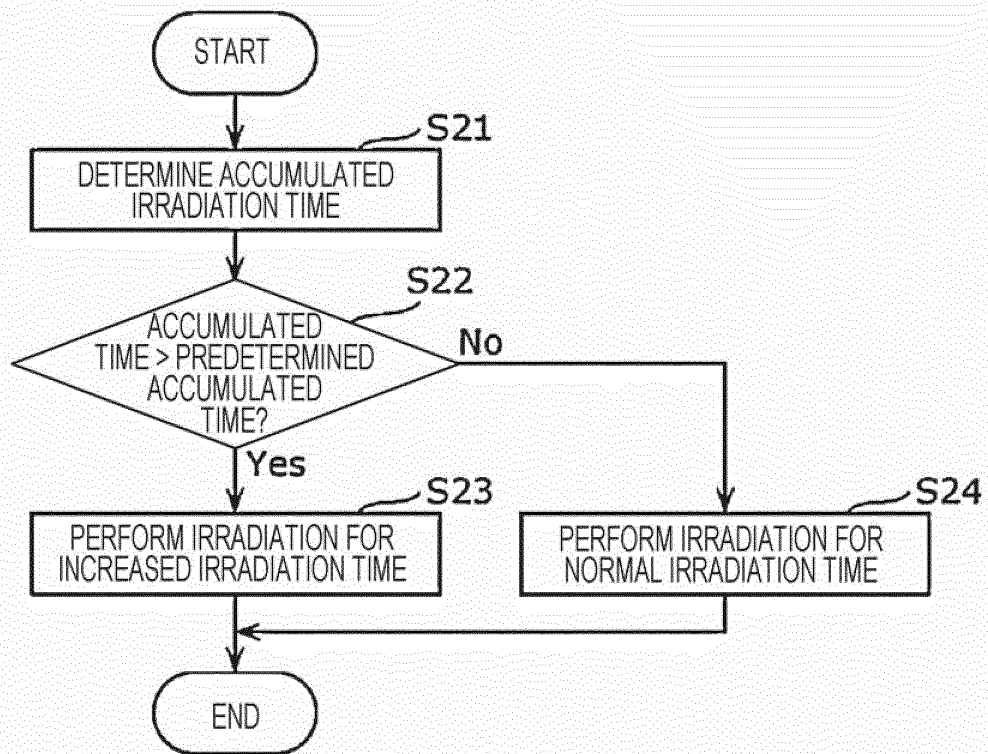 START
S21
DETERMINE ACCUMULATED
IRRADIATION TIME
S22
ACCUMULATED
TIME > PREDETERMINED
ACCUMULATED
TIME?
No
Yes
S23
PERFORM IRRADIATION FOR
INCREASED IRRADIATION TIME
S24
PERFORM IRRADIATION FOR
NORMAL IRRADIATION TIME
END